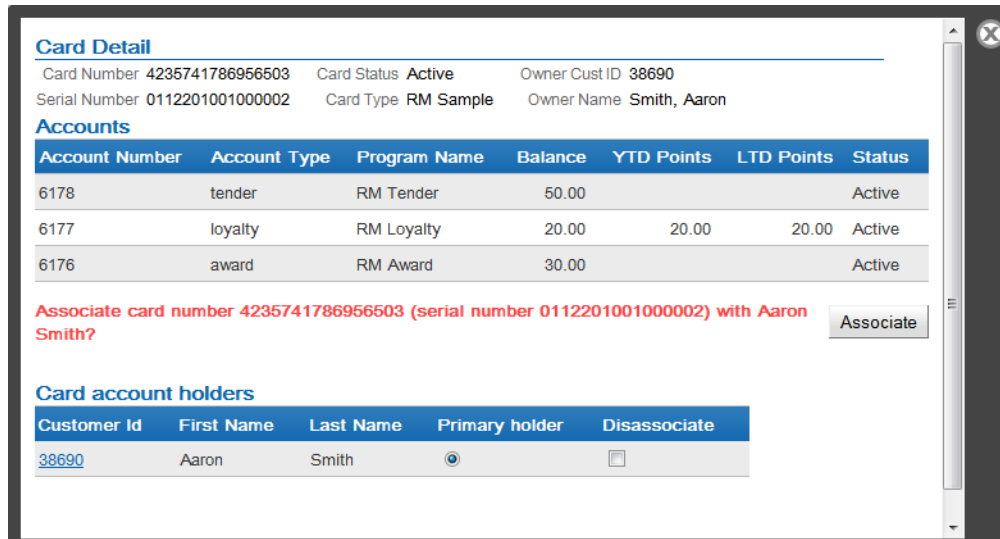 Card Detail
Card Number 4235741786956503 Card Status Active Owner Cust ID 38690
Serial Number 0112201001000002 Card Type RM Sample Owner Name Smith, Aaron
Accounts
Account Number Account Type Program Name Balance YTD Points LTD Points Status
6178 tender RM Tender 50.00 Active
6177 loyalty RM Loyalty 20.00 20.00 20.00 Active
6176 award RM Award 30.00 Active
Associate card number 4235741786956503 (serial number 0112201001000002) with Aaron
Smith?
Associate
Card account holders
Customer Id First Name Last Name Primary holder Disassociate
38690 Aaron Smith